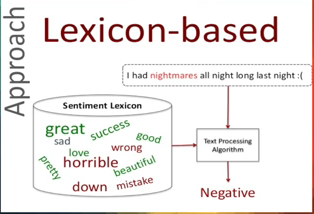 Lexicon-based
Approach
I had nightmares all night long last night :(
Sentiment Lexicon
great
success
good
sad
love
wrong
pretty
horrible
beautiful
down
mistake
Text Processing
Algorithm
Negative